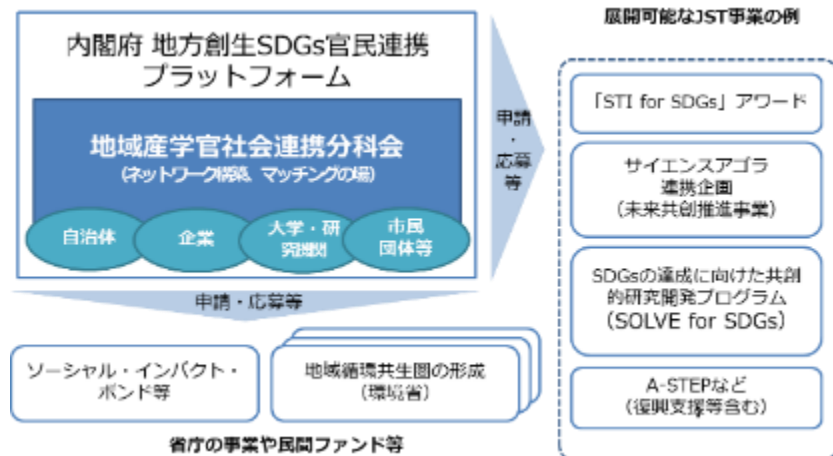 内閣府 地方創生SDGs官民連携
プラットフォーム
地域産学官社会連携分科会
(ネットワーク構築、マッチングの場)
自治体
企業
大学・研
究機関
市民
団体等
申請
・
応募
等
申請・応募等
ソーシャル・インパクト・
ボンド等
地域循環共生圏の形成
(環境省)
省庁の事業や民間ファンド等
展開可能なJST事業の例
「STI for SDGs」アワード
サイエンスアゴラ
連携企画
(未来共創推進事業)
SDGsの達成に向けた共創
的研究開発プログラム
(SOLVE for SDGs)
A-STEPなど
(復興支援等含む)